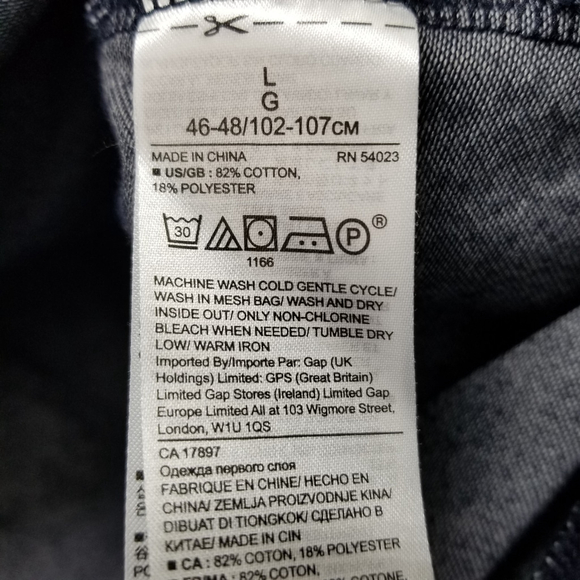 L
G
46-48/102-107CM
MADE IN CHINA RN 54023
■ US/GB : 82% COTTON,
18% POLYESTER
30 P ®
1166
MACHINE WASH COLD GENTLE CYCLE/
WASH IN MESH BAG/ WASH AND DRY
INSIDE OUT/ ONLY NON-CHLORINE
BLEACH WHEN NEEDED/ TUMBLE DRY
LOW/ WARM IRON
Imported By/Importe Par: Gap (UK
Holdings) Limited: GPS (Great Britain)
Limited Gap Stores (Ireland) Limited Gap
Europe Limited All at 103 Wigmore Street,
London, W1U 1QS
CA 17897
Одежда первого слоя
FABRIQUE EN CHINE/ HECHO EN
CHINA/ ZEMLJA PROIZVODNJE KINA/
DIBUAT DI TIONGKOK/ СДЕЛАНО В
КИТАЕ/ MADE IN CIN
■ CA : 82% COTON, 18% POLYESTER
82% COTON,